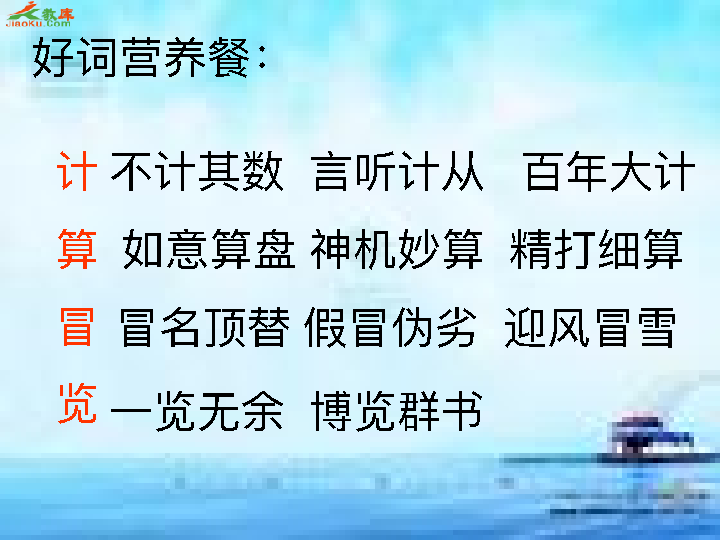 教库
JiaoKu.Com
好词营养餐：
计 不计其数 言听计从 百年大计
算 如意算盘 神机妙算 精打细算
冒 冒名顶替 假冒伪劣 迎风冒雪
览 一览无余 博览群书